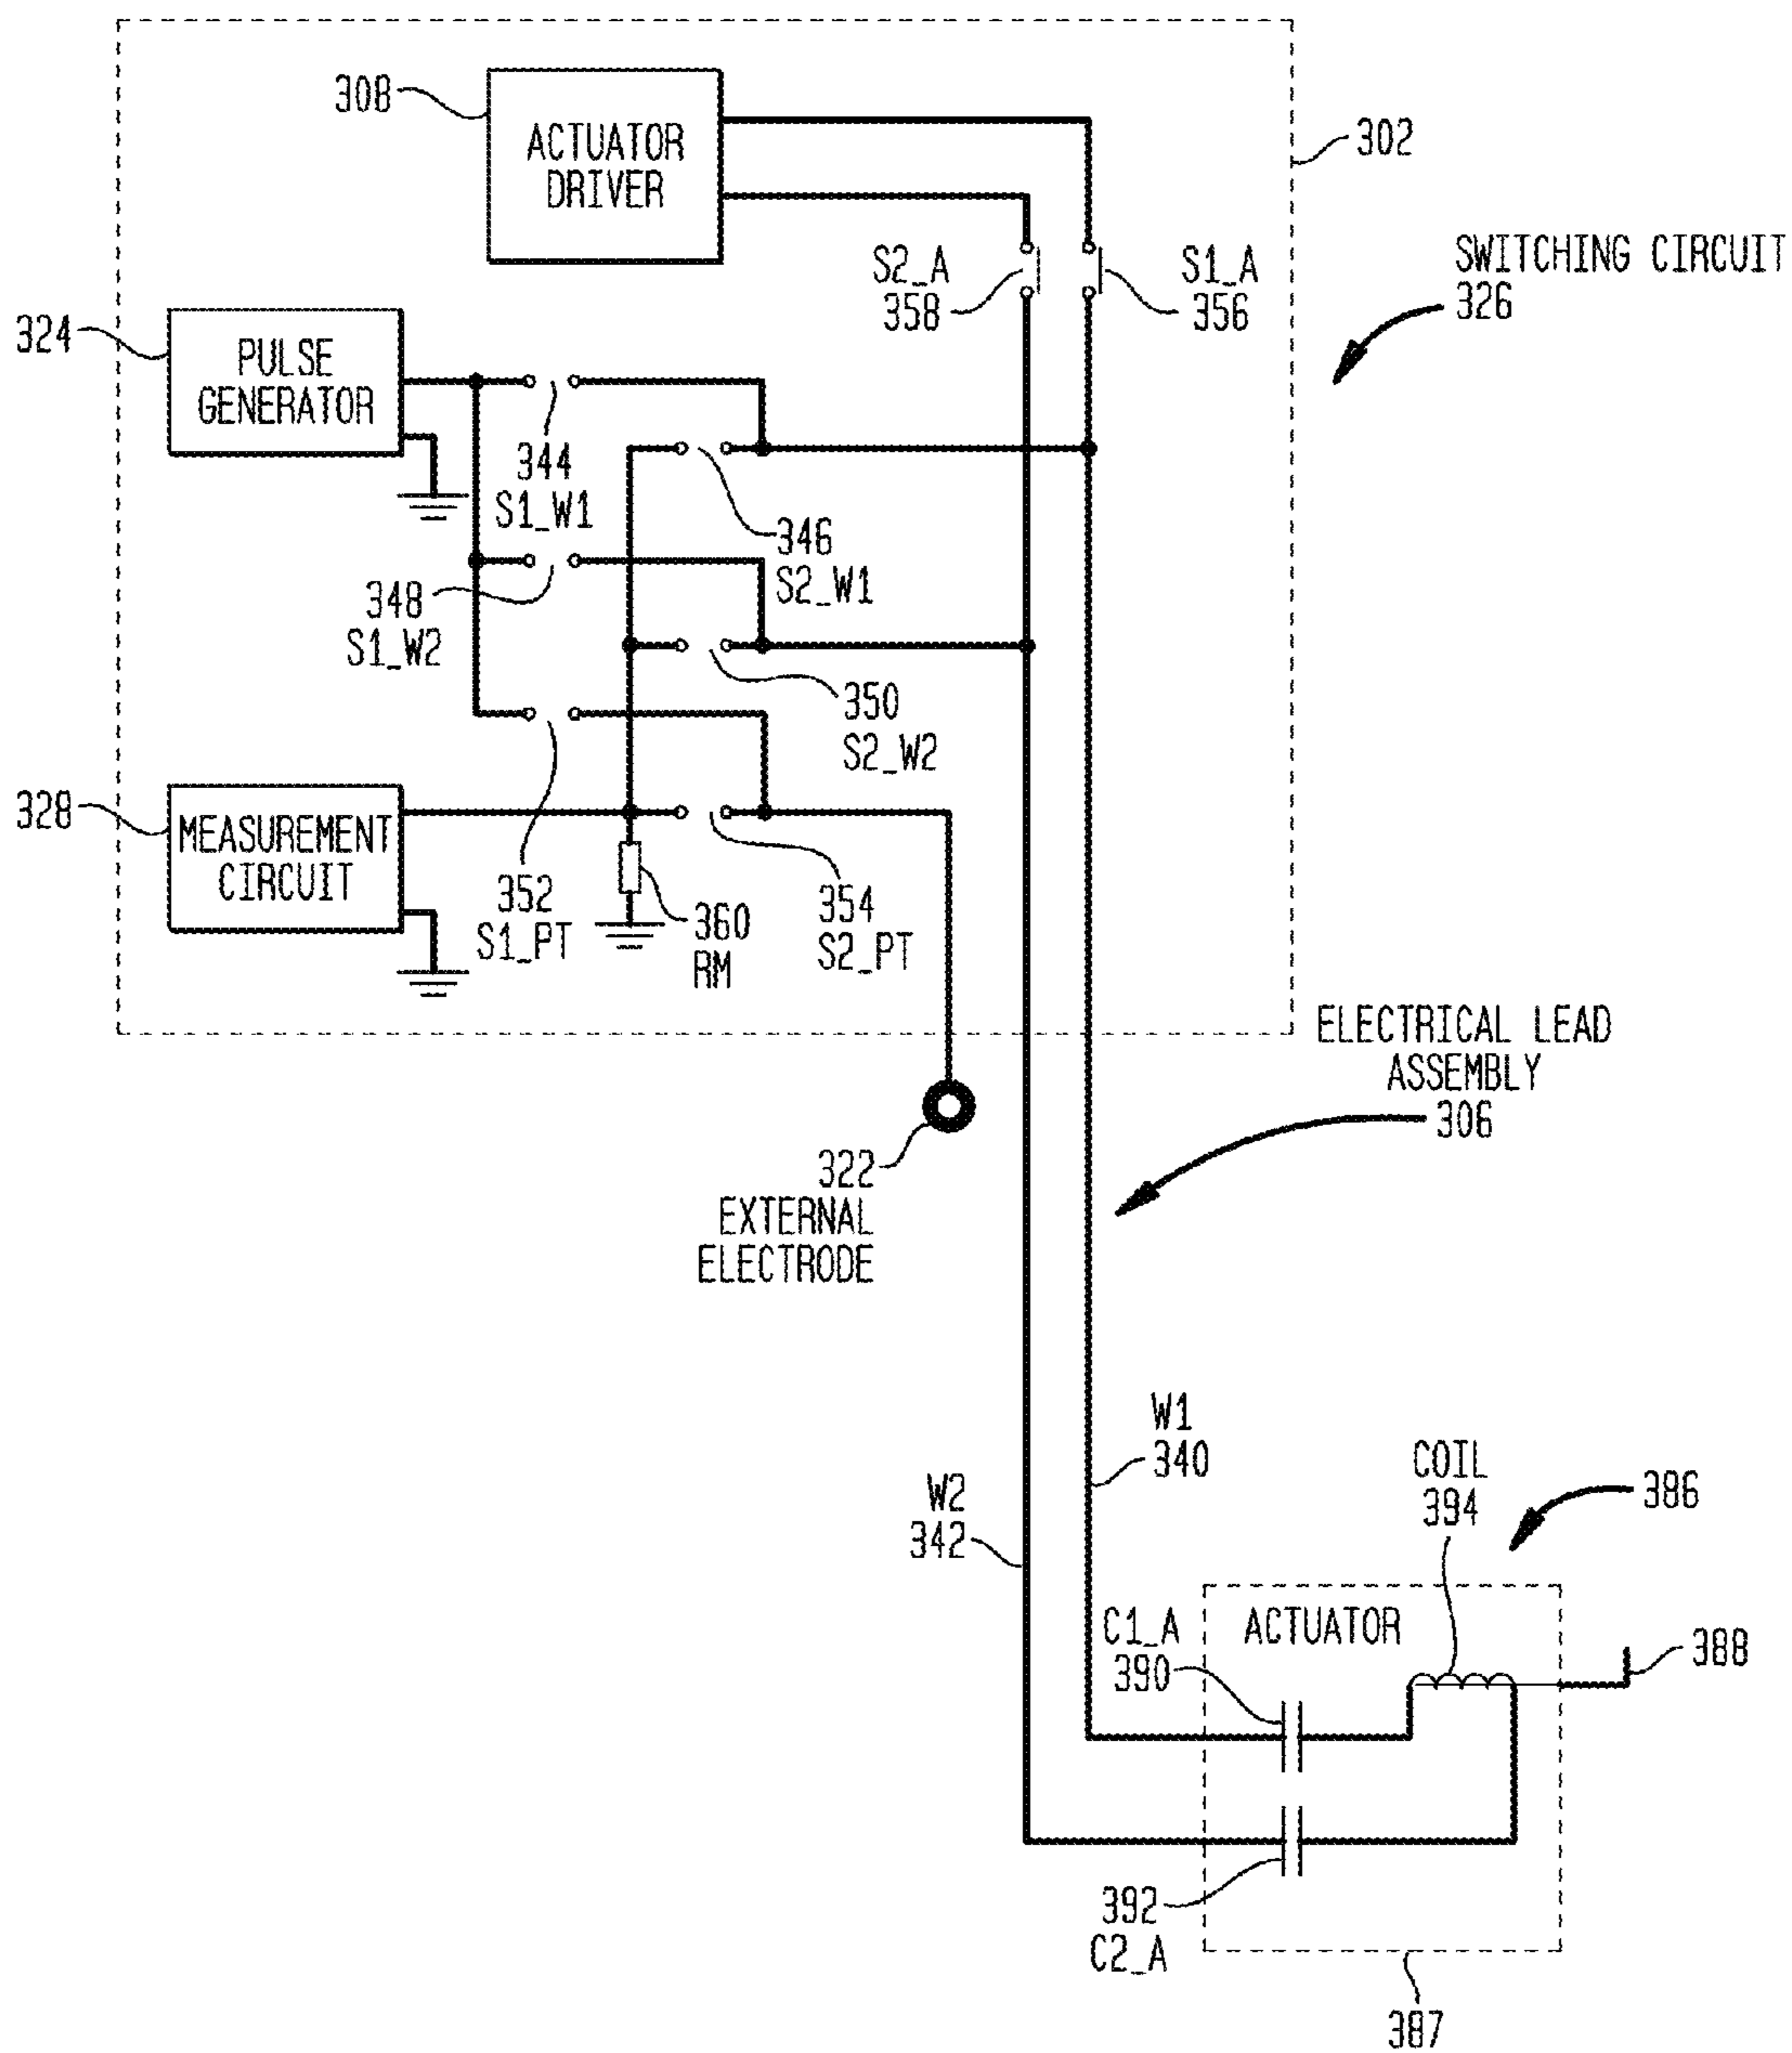 308
ACTUATOR
DRIVER
302
S2_A
358
S1_A
356
SWITCHING CIRCUIT
326
324
PULSE
GENERATOR
344
S1_W1
346
S2_W1
348
S1_W2
350
S2_W2
328
MEASUREMENT
CIRCUIT
352
S1_PT
360
RM
354
S2_PT
ELECTRICAL LEAD
ASSEMBLY
306
322
EXTERNAL
ELECTRODE
W1
340
W2
342
COIL
394
386
C1_A
390
ACTUATOR
388
392
C2_A
387